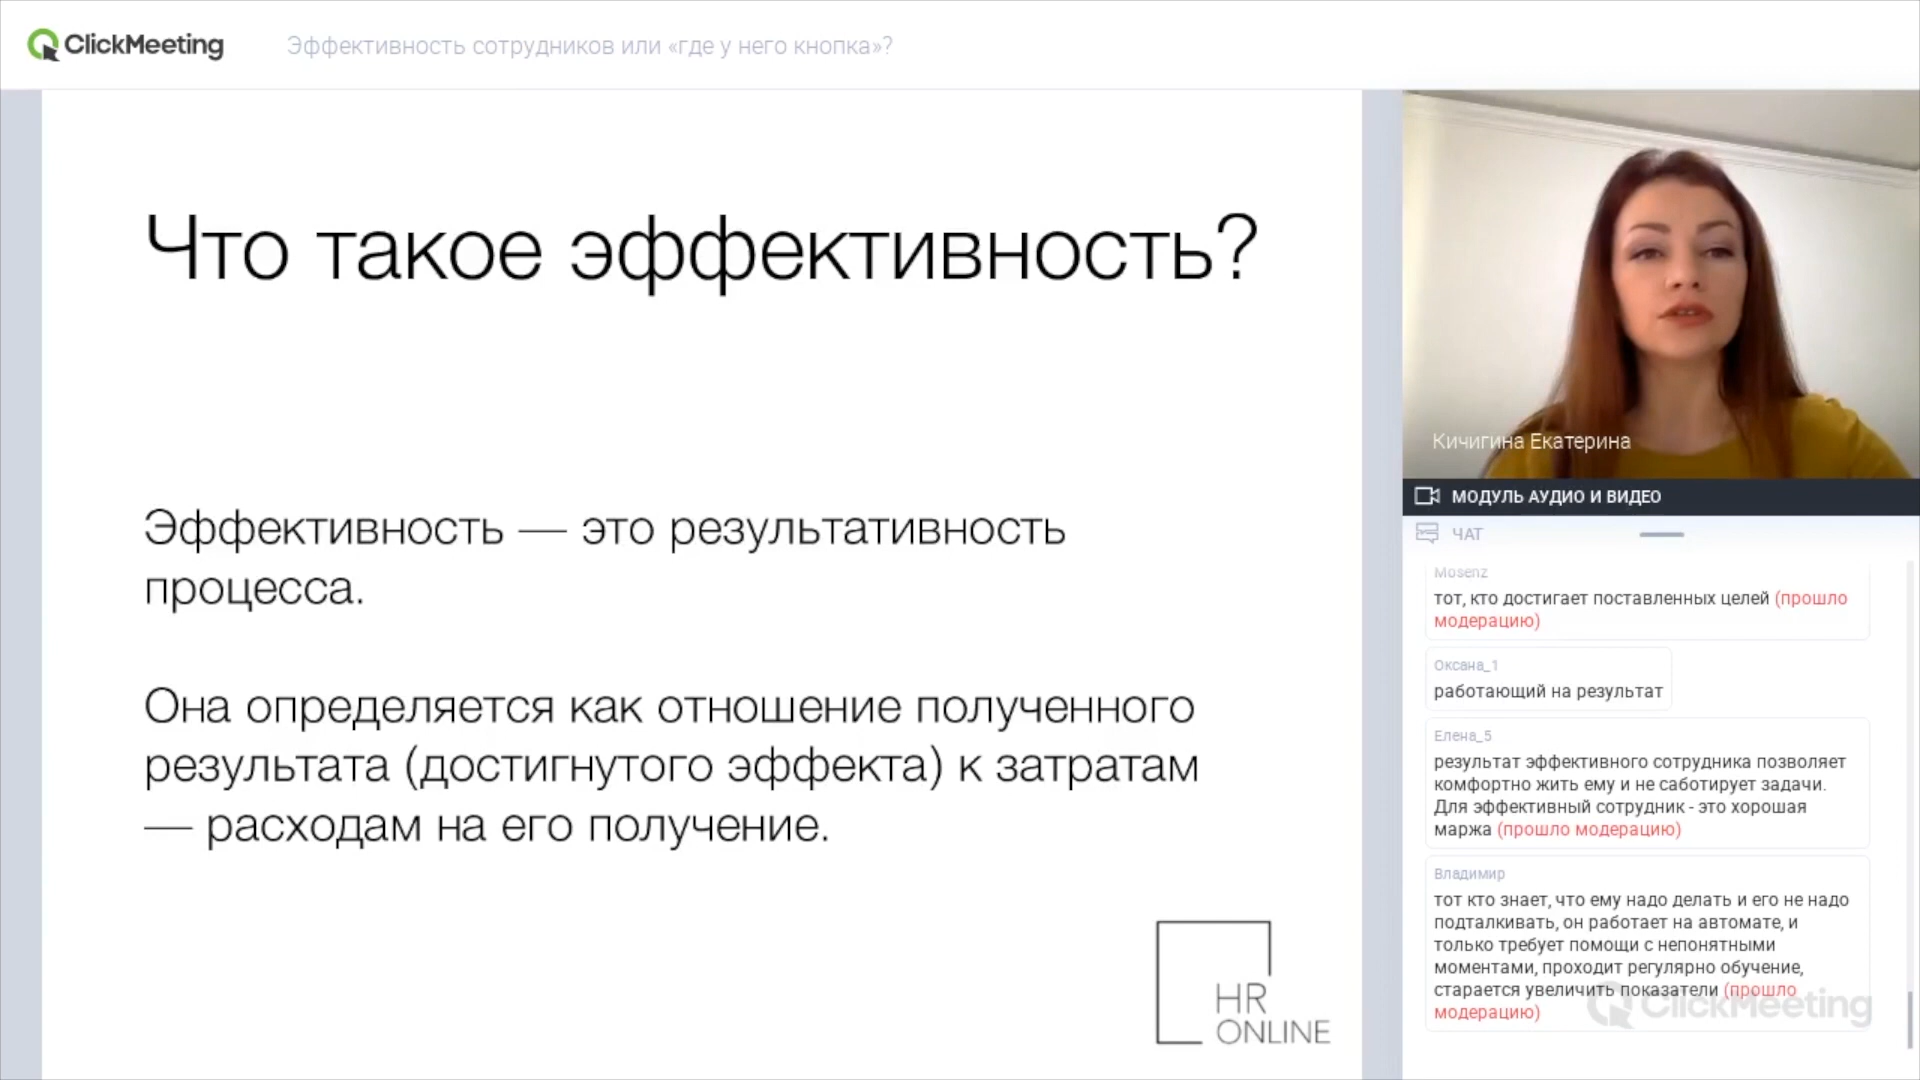 ClickMeeting
Эффективность сотрудников или «где у него кнопка»?
Что такое эффективность?
Эффективность — это результативность
процесса.
Она определяется как отношение полученного
результата (достигнутого эффекта) к затратам
— расходам на его получение.
HR
ONLINE
Кичигина Екатерина
МОДУЛЬ АУДИО И ВИДЕО
ЧАТ
Mosenz
тот, кто достигает поставленных целей (прошло
модерацию)
Оксана_1
работающий на результат
Елена_5
результат эффективного сотрудника позволяет
комфортно жить ему и не саботирует задачи.
Для эффективный сотрудник - это хорошая
маржа (прошло модерацию)
Владимир
тот кто знает, что ему надо делать и его не надо
подталкивать, он работает на автомате, и
только требует помощи с непонятными
моментами, проходит регулярно обучение,
старается увеличить показатели (прошло
модерацию)
ClickMeeting